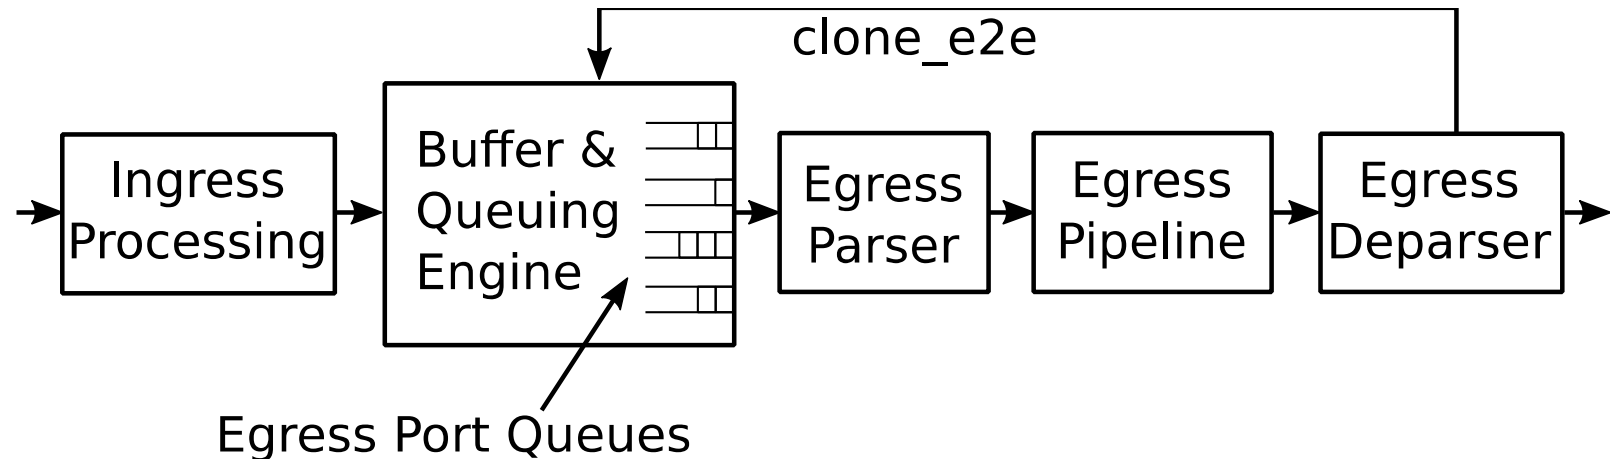 clone_e2e
Ingress
Processing
Buffer &
Queuing
Engine
Egress
Parser
Egress
Pipeline
Egress
Deparser
Egress Port Queues